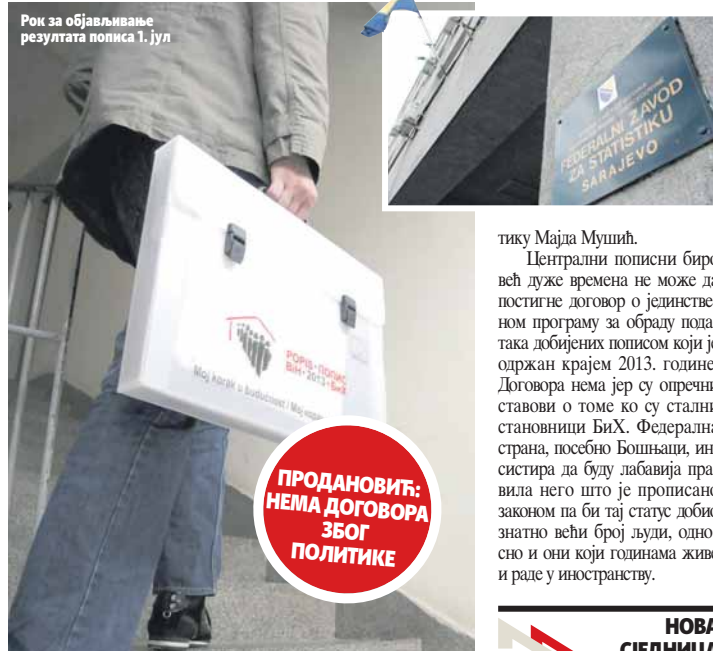 Рок за објављивање
резултата пописа 1. јул
FEDERALNI ZAVOD
ZA STATISTIKU
SARAJEVO
POPIS • ПОПИС
BiH • 2013 • БиХ
Moj korak u budućnost / Мој
ПРОДАНОВИЋ:
НЕМА ДОГОВОРА
ЗБОГ
ПОЛИТИКЕ
тику Мајда Мушић.
Централни пописни биро
већ дуже времена не може да
постигне договор о јединстве
ном програму за обраду пода
така добијених пописом који је
одржан крајем 2013. године
Договора нема јер су опречни
ставови о томе ко су стални
становници БиХ. Федерална
страна, посебно Бошњаци, ин
систира да буду лабавија пра
вила него што је прописано
законом па би тај статус добио
знатно већи број људи, одно
сно и они који годинама живе
и раде у иностранству.
НОВА
СЈЕДНИЦА